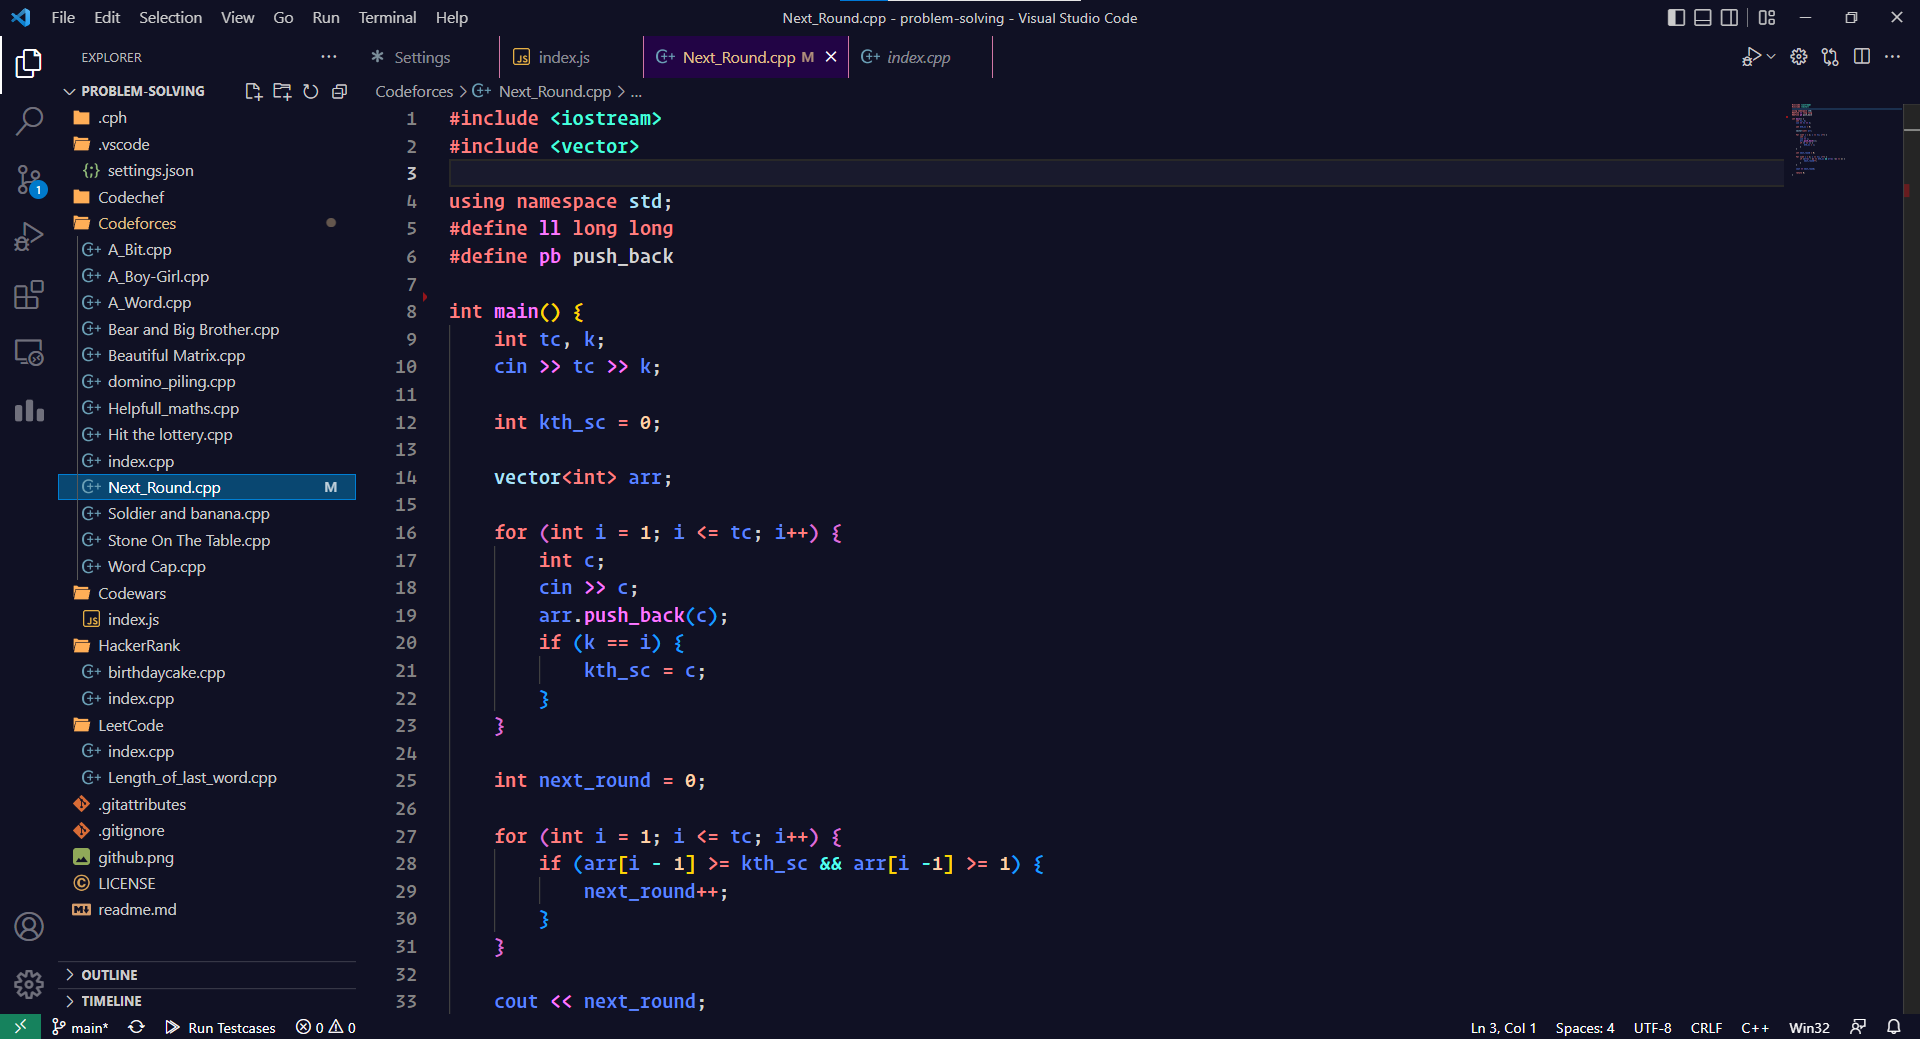 File Edit Selection View Go Run Terminal Help
Next_Round.cpp - problem-solving - Visual Studio Code
EXPLORER
PROBLEM-SOLVING
.cph
.vscode
settings.json
Codechef
Codeforces
A_Bit.cpp
A_Boy-Girl.cpp
A_Word.cpp
Bear and Big Brother.cpp
Beautiful Matrix.cpp
domino_piling.cpp
Helpfull_maths.cpp
Hit the lottery.cpp
index.cpp
Next_Round.cpp M
Soldier and banana.cpp
Stone On The Table.cpp
Word Cap.cpp
Codewars
JS index.js
HackerRank
birthdaycake.cpp
index.cpp
LeetCode
index.cpp
Length_of_last_word.cpp
.gitattributes
.gitignore
github.png
LICENSE
readme.md
OUTLINE
TIMELINE
1
Settings
JS index.js
Next_Round.cpp M
index.cpp
Codeforces > Next_Round.cpp > ...
1 #include <iostream>
2 #include <vector>
3
4 using namespace std;
5 #define ll long long
6 #define pb push_back
7
8 int main() {
9 int tc, k;
10 cin >> tc >> k;
11
12 int kth_sc = 0;
13
14 vector<int> arr;
15
16 for (int i = 1; i <= tc; i++) {
17 int c;
18 cin >> c;
19 arr.push_back(c);
20 if (k == i) {
21 kth_sc = c;
22 }
23 }
24
25 int next_round = 0;
26
27 for (int i = 1; i <= tc; i++) {
28 if (arr[i - 1] >= kth_sc && arr[i -1] >= 1) {
29 next_round++;
30 }
31 }
32
33 cout << next_round;
main* Run Testcases 0 0
Ln 3, Col 1 Spaces: 4 UTF-8 CRLF C++ Win32